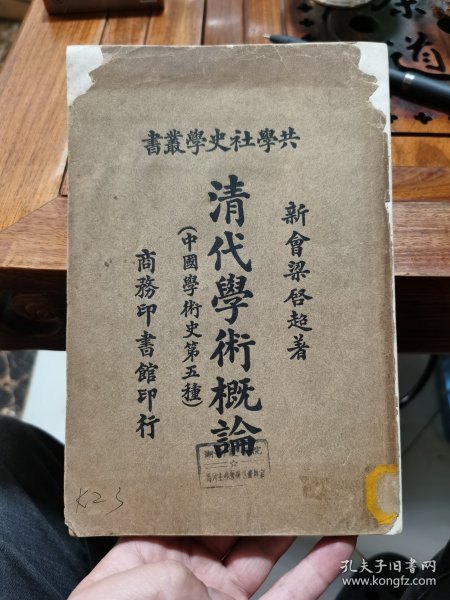 共學社史學叢書
新會梁啓超著
清代學術概論
(中國學術史第五種)
商務印書館印行
K23
茶道
孔夫子旧书网
www.kongfz.com